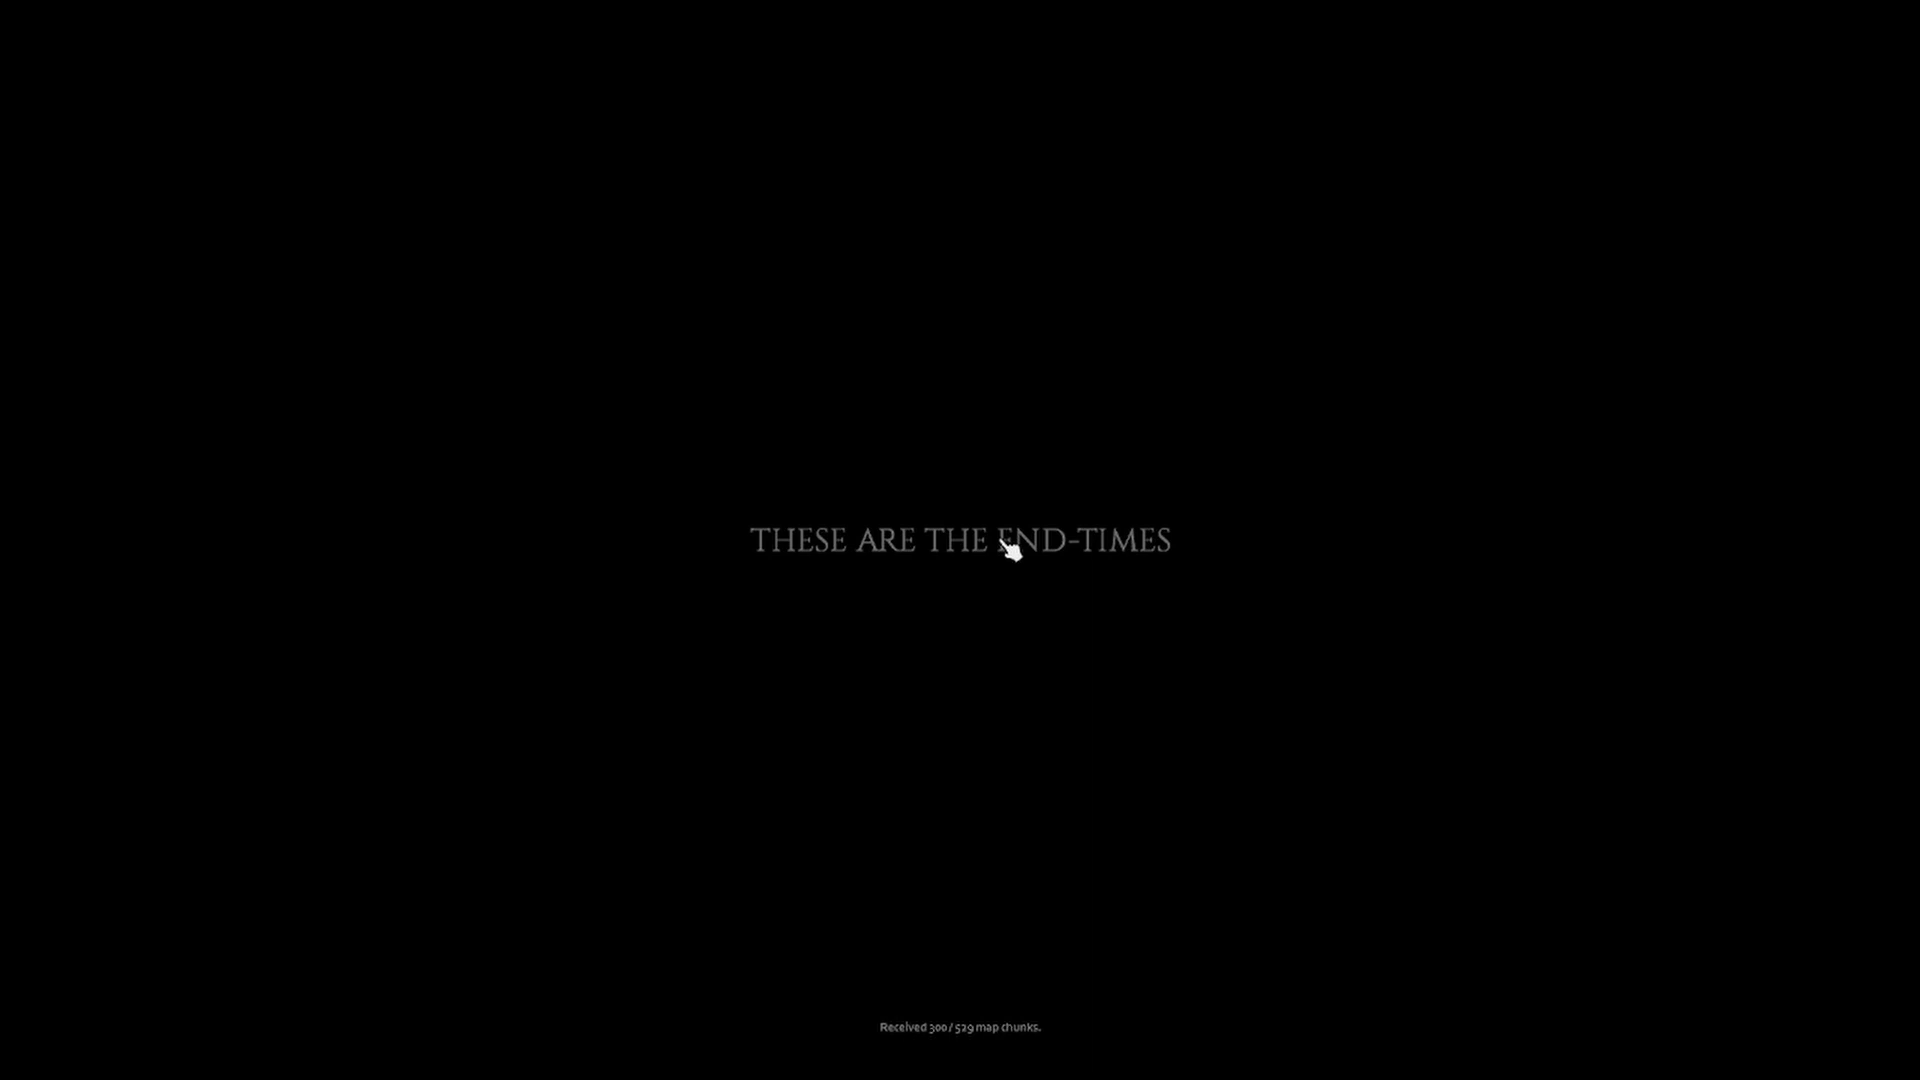 THESE ARE THE END-TIMES
Received 300 / 529 map chunks.